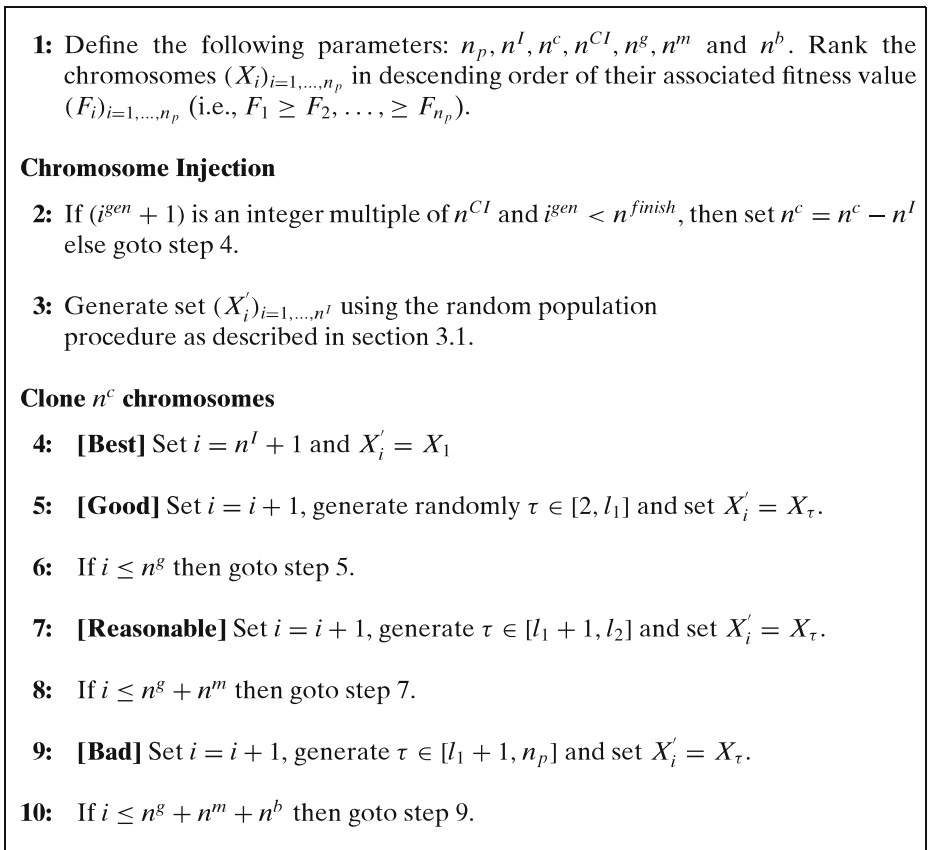 1: Define the following parameters: n_p, n^I, n^c, n^{CI}, n^g, n^m and n^b. Rank the
chromosomes (X_i)_{i=1,...,n_p} in descending order of their associated fitness value
(F_i)_{i=1,...,n_p} (i.e., F_1 ≥ F_2, . . . , ≥ F_{n_p}).
Chromosome Injection
2: If (i^{gen} + 1) is an integer multiple of n^{CI} and i^{gen} < n^{finish}, then set n^c = n^c − n^I
else goto step 4.
3: Generate set (X_i^′)_{i=1,...,n^I} using the random population
procedure as described in section 3.1.
Clone n^c chromosomes
4: [Best] Set i = n^I + 1 and X_i^′ = X_1
5: [Good] Set i = i + 1, generate randomly τ ∈ [2, l_1] and set X_i^′ = X_τ.
6: If i ≤ n^g then goto step 5.
7: [Reasonable] Set i = i + 1, generate τ ∈ [l_1 + 1, l_2] and set X_i^′ = X_τ.
8: If i ≤ n^g + n^m then goto step 7.
9: [Bad] Set i = i + 1, generate τ ∈ [l_1 + 1, n_p] and set X_i^′ = X_τ.
10: If i ≤ n^g + n^m + n^b then goto step 9.